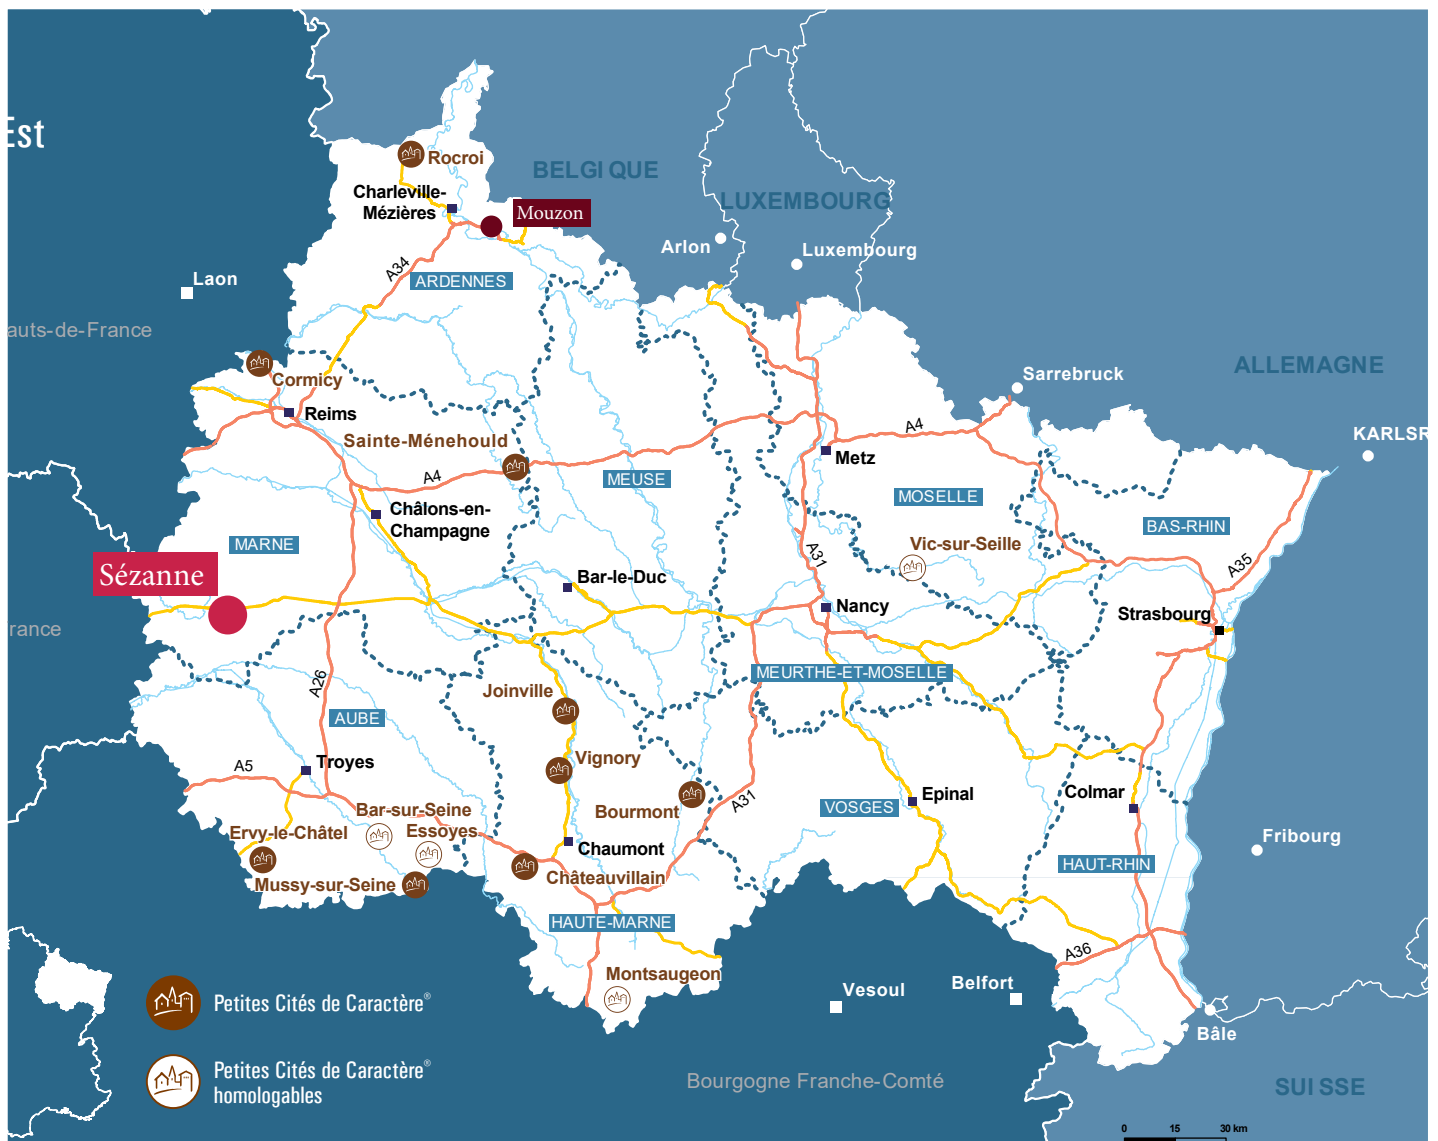 Est
BELGI QUE
LUXEMBOURG
Rocroi
Charleville-
Mézières
Mouzon
Arlon
Luxembourg
Laon
A34
ARDENNES
auts-de-France
ALLEMAGNE
Sarrebruck
Cormicy
Reims
Sainte-Ménehould
A4
KARLSR
A4
Metz
MEUSE
MOSELLE
Châlons-en-
Champagne
BAS-RHIN
MARNE
Vic-sur-Seille
A31
A35
Sézanne
Bar-le-Duc
Nancy
Strasbourg
rance
MEURTHE-ET-MOSELLE
A26
Joinville
AUBE
Troyes
A5
Vignory
Bourmont
A31
VOSGES
Epinal
Colmar
Bar-sur-Seine
Ervy-le-Châtel
Essoyes
Chaumont
Fribourg
HAUT-RHIN
Mussy-sur-Seine
Châteauvillain
HAUTE-MARNE
A36
Montsaugeon
Vesoul
Belfort
Petites Cités de Caractère®
Bâle
Petites Cités de Caractère®
homologables
Bourgogne Franche-Comté
SUI SSE
0 15 30 km